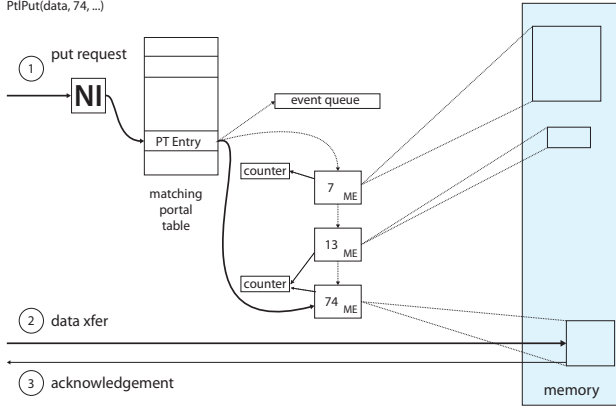 PtlPut(data, 74, ...)
put request
1
NI
event queue
PT Entry
counter
7
ME
matching
portal
table
13
ME
counter
74
ME
2
data xfer
3
acknowledgement
memory